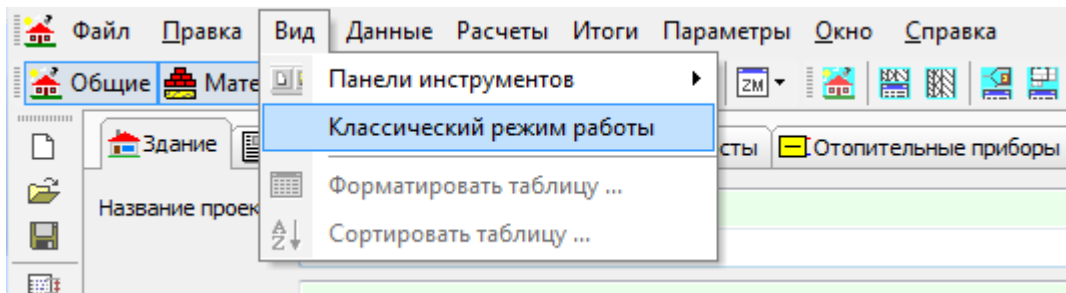 Файл Правка Вид Данные Расчеты Итоги Параметры Окно Справка
Общие Мате
Панели инструментов
ZM
Классический режим работы
Здание
сты Отопительные приборы
Форматировать таблицу ...
Название проек
Сортировать таблицу ...